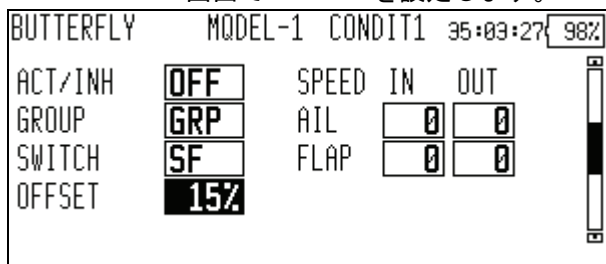 BUTTERFLY MODEL-1 CONDIT1 35:03:27 98%
ACT/INH OFF SPEED IN OUT
GROUP GRP AIL 0 0
SWITCH SF FLAP 0 0
OFFSET 15%